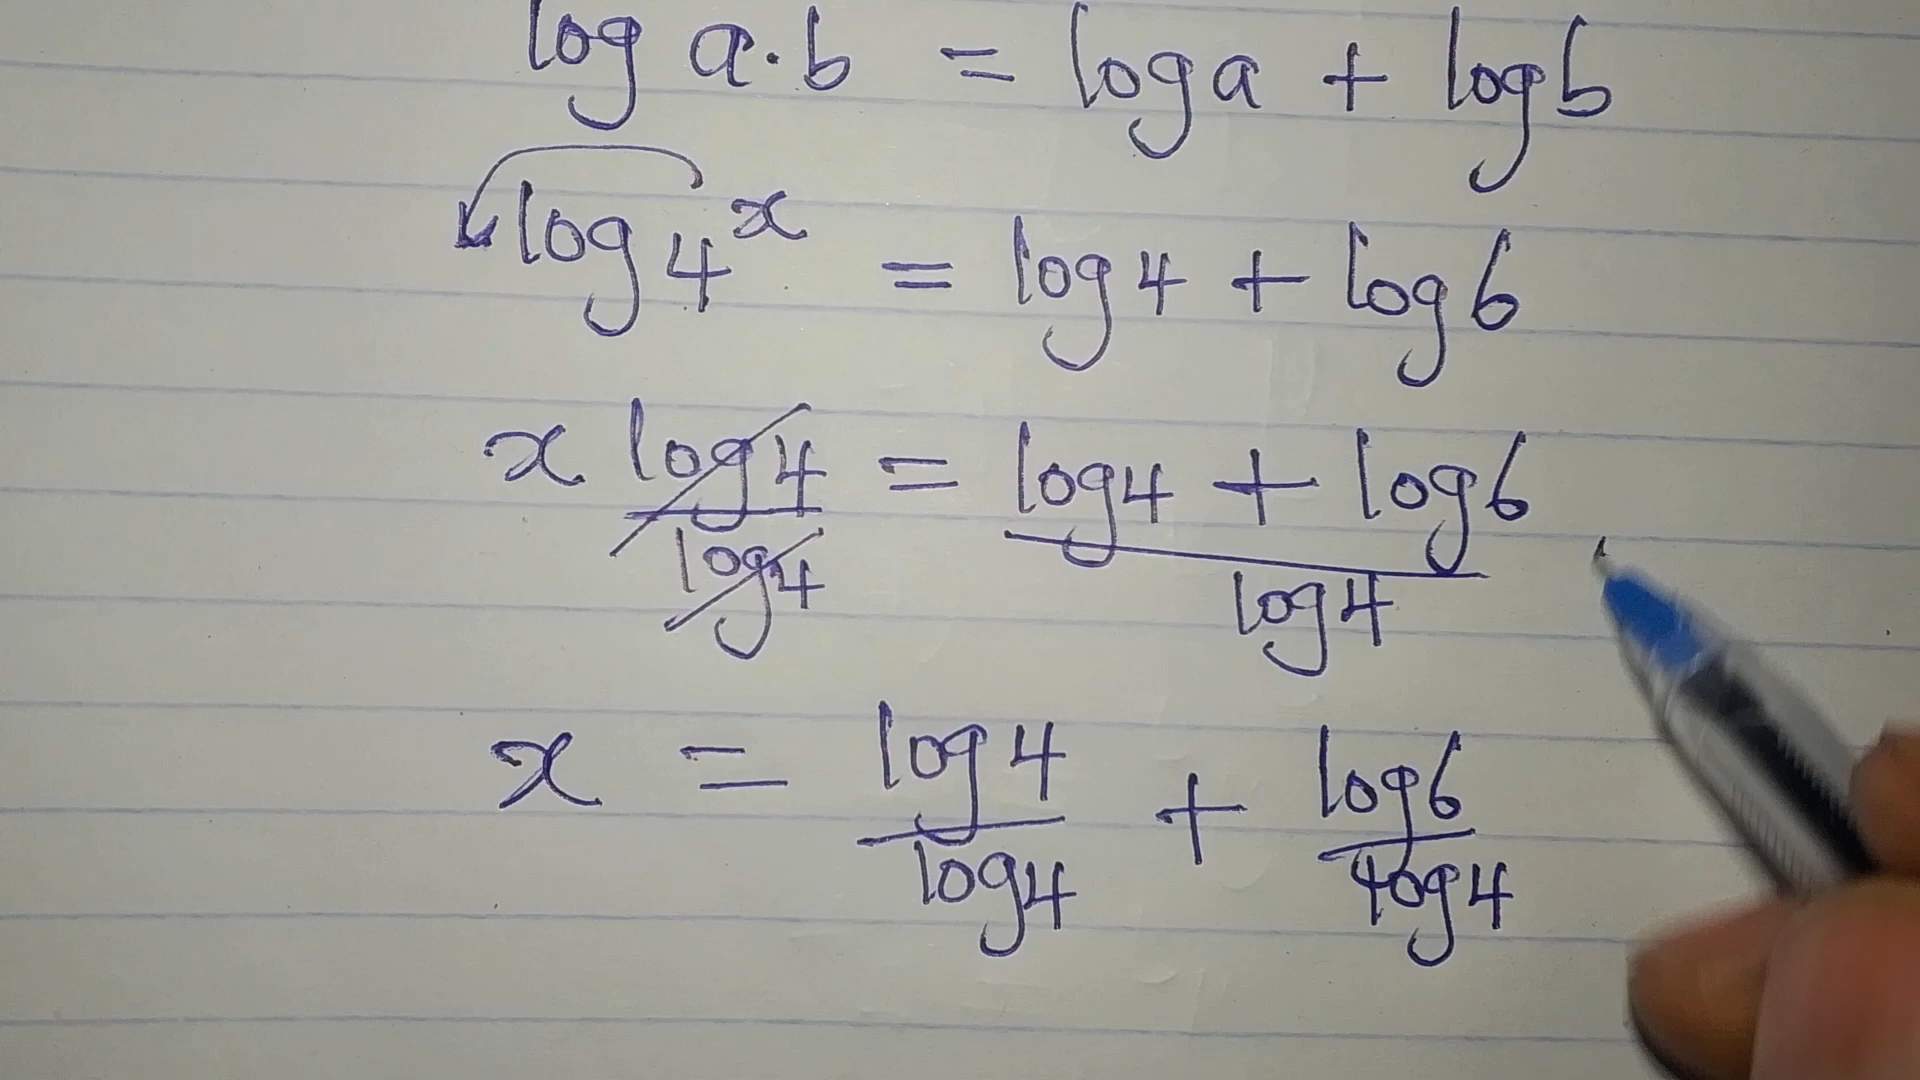 log a·b = log a + log b
log 4^x = log 4 + log 6
x log 4 / log 4 = (log 4 + log 6) / log 4
x = log 4 / log 4 + log 6 / log 4